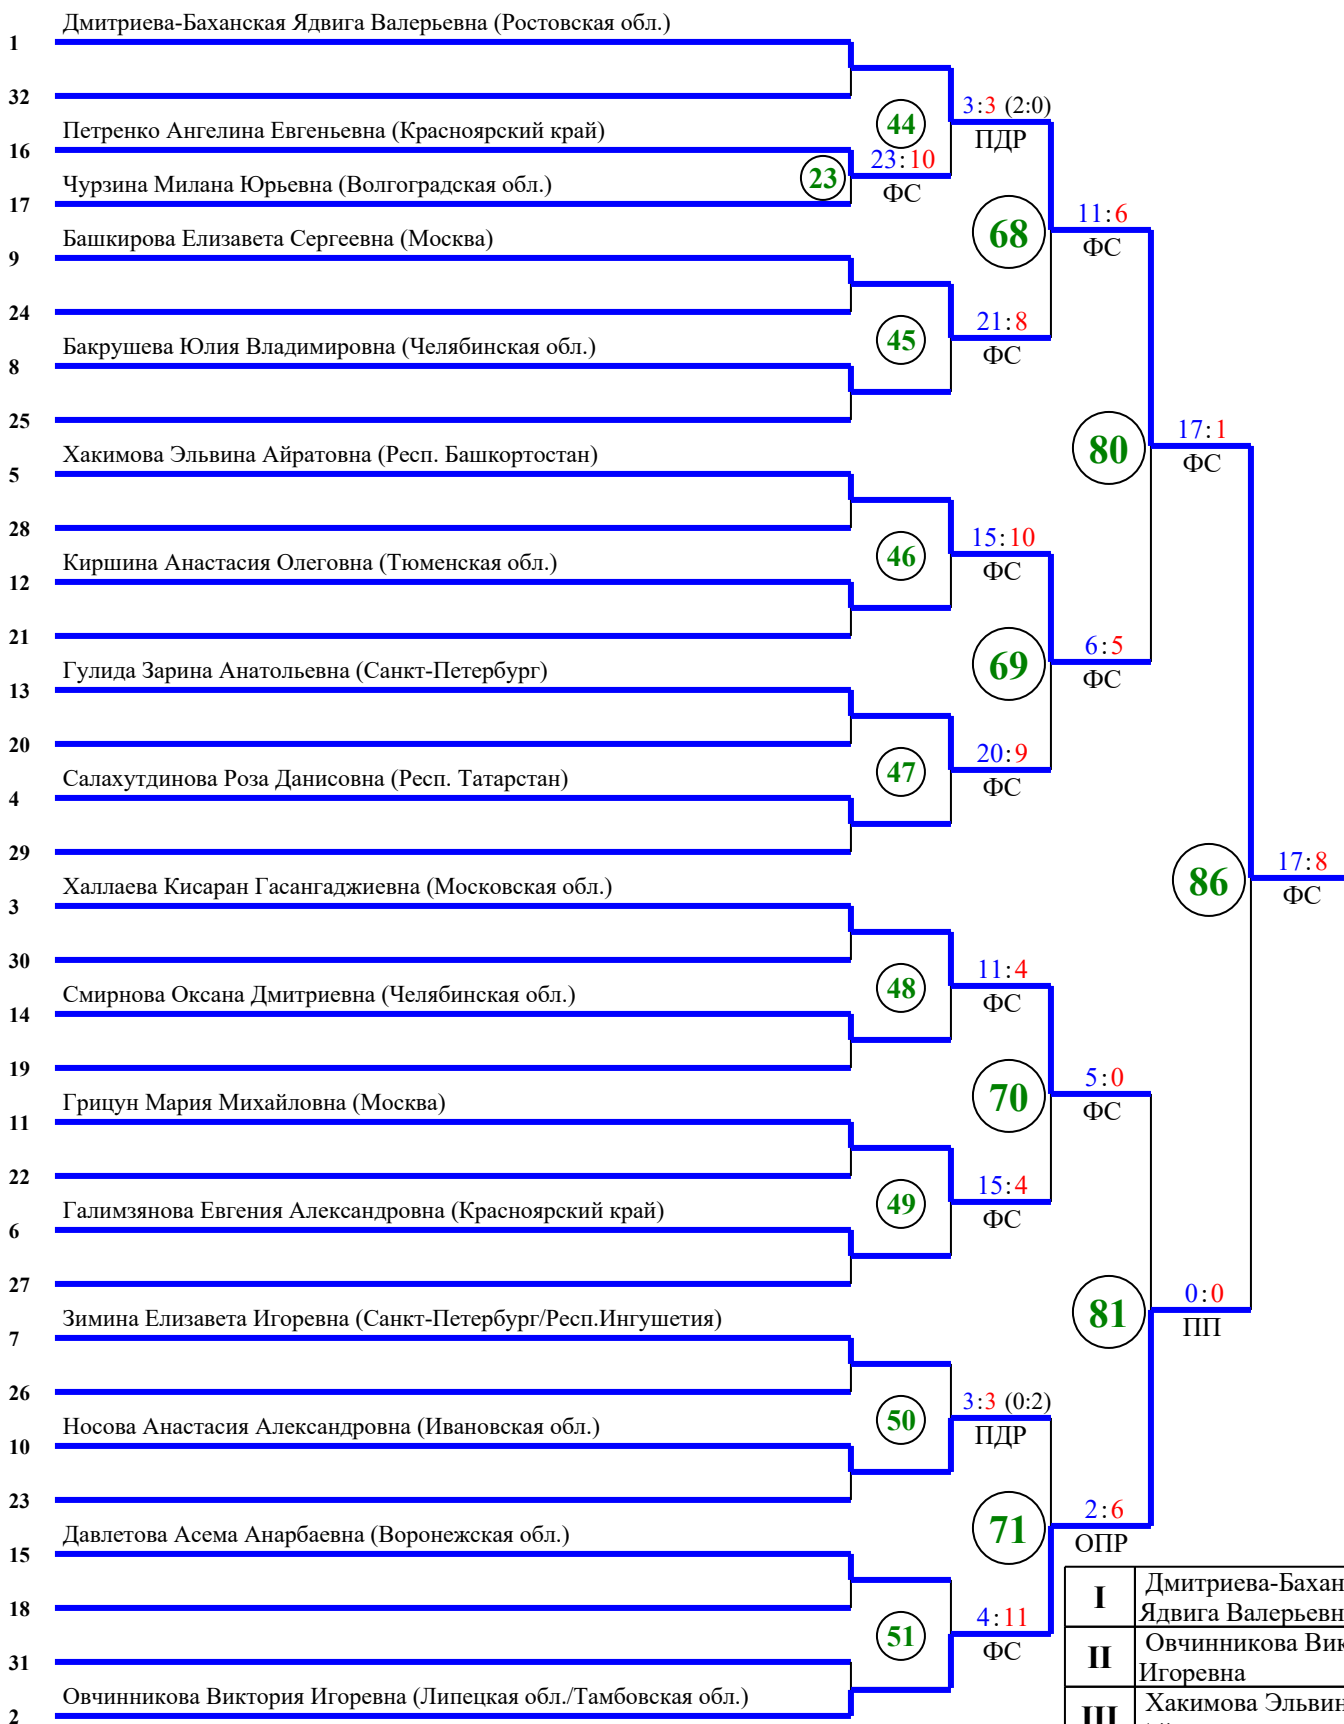 Дмитриева-Баханская Ядвига Валерьевна (Ростовская обл.)
1
32
3:3 (2:0)
44
ПДР
Петренко Ангелина Евгеньевна (Красноярский край)
16
23:10
23
ФС
Чурзина Милана Юрьевна (Волгоградская обл.)
17
11:6
68
ФС
Башкирова Елизавета Сергеевна (Москва)
9
24
21:8
45
ФС
Бакрушева Юлия Владимировна (Челябинская обл.)
8
25
17:1
80
ФС
Хакимова Эльвина Айратовна (Респ. Башкортостан)
5
28
15:10
46
ФС
Киршина Анастасия Олеговна (Тюменская обл.)
12
21
6:5
69
ФС
Гулида Зарина Анатольевна (Санкт-Петербург)
13
20
20:9
47
ФС
Салахутдинова Роза Данисовна (Респ. Татарстан)
4
29
17:8
86
ФС
Халлаева Кисаран Гасангаджиевна (Московская обл.)
3
30
11:4
48
ФС
Смирнова Оксана Дмитриевна (Челябинская обл.)
14
19
5:0
70
ФС
Грицун Мария Михайловна (Москва)
11
22
15:4
49
ФС
Галимзянова Евгения Александровна (Красноярский край)
6
27
0:0
81
ПП
Зимина Елизавета Игоревна (Санкт-Петербург/Респ.Ингушетия)
7
26
3:3 (0:2)
50
ПДР
Носова Анастасия Александровна (Ивановская обл.)
10
23
2:6
71
ОПР
Давлетова Асема Анарбаевна (Воронежская обл.)
15
18
4:11
51
ФС
31
Овчинникова Виктория Игоревна (Липецкая обл./Тамбовская обл.)
2
I Дмитриева-Бахан
Ядвига Валерьевн
II Овчинникова Вик
Игоревна
III Хакимова Эльвин